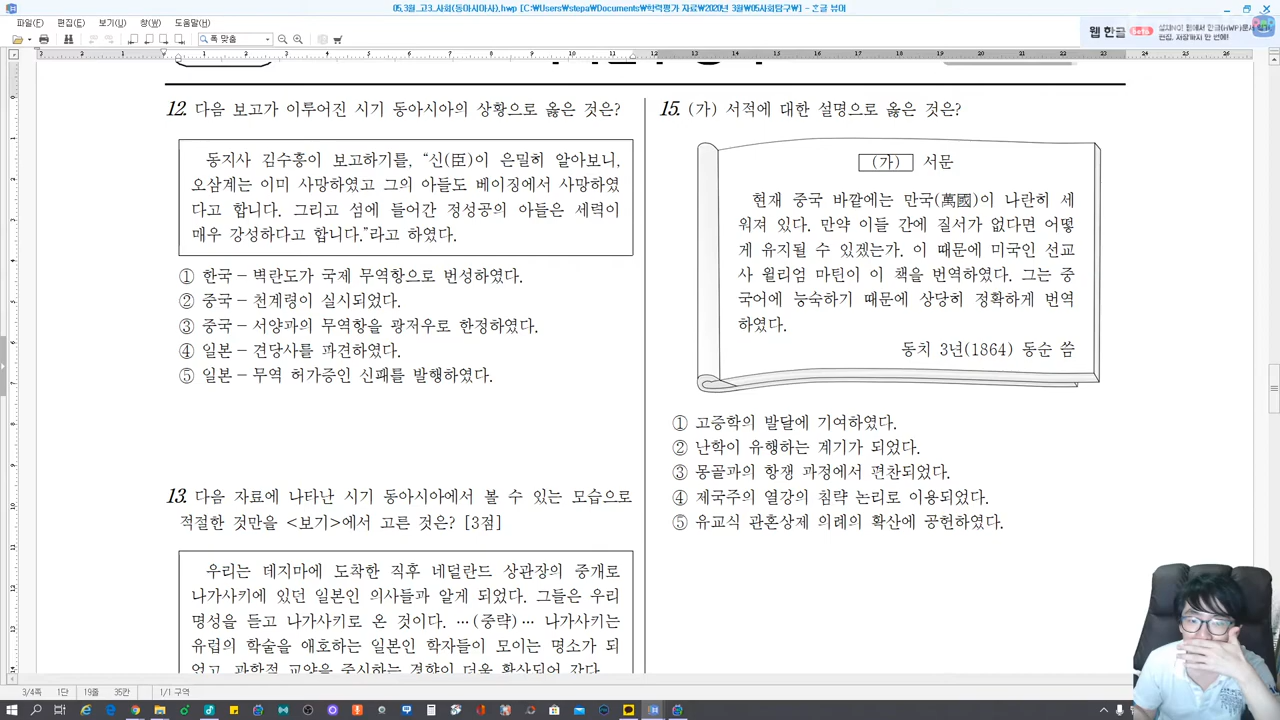 05.3월..고3..사회(동아시아사).hwp [C:₩Users₩stepa₩Documents₩학력평가 자료₩2020년 3월₩05사회탐구₩] - 흔글 뷰어
파일(F) 편집(E) 보기(U) 창(W) 도움말(H)
웹 한글 Beta
폭 맞춤
12. 다음 보고가 이루어진 시기 동아시아의 상황으로 옳은 것은?
동지사 김수흥이 보고하기를, “신(臣)이 은밀히 알아보니,
오삼계는 이미 사망하였고 그의 아들도 베이징에서 사망하였
다고 합니다. 그리고 섬에 들어간 정성공의 아들은 세력이
매우 강성하다고 합니다.”라고 하였다.
① 한국 – 벽란도가 국제 무역항으로 번성하였다.
② 중국 – 천계령이 실시되었다.
③ 중국 – 서양과의 무역항을 광저우로 한정하였다.
④ 일본 – 견당사를 파견하였다.
⑤ 일본 – 무역 허가증인 신패를 발행하였다.
13. 다음 자료에 나타난 시기 동아시아에서 볼 수 있는 모습으로
적절한 것만을 <보기>에서 고른 것은? [3점]
우리는 데지마에 도착한 직후 네덜란드 상관장의 중개로
나가사키에 있던 일본인 의사들과 알게 되었다. 그들은 우리
명성을 듣고 나가사키로 온 것이다. …(중략)… 나가사키는
유럽의 학술을 애호하는 일본인 학자들이 모이는 명소가 되
었고, 과학적 교양을 중시하는 경향이 더욱 확산되어 갔다.
15. (가) 서적에 대한 설명으로 옳은 것은?
(가) 서문
현재 중국 바깥에는 만국(萬國)이 나란히 세
워져 있다. 만약 이들 간에 질서가 없다면 어떻
게 유지될 수 있겠는가. 이 때문에 미국인 선교
사 윌리엄 마틴이 이 책을 번역하였다. 그는 중
국어에 능숙하기 때문에 상당히 정확하게 번역
하였다.
동치 3년(1864) 동순 씀
① 고증학의 발달에 기여하였다.
② 난학이 유행하는 계기가 되었다.
③ 몽골과의 항쟁 과정에서 편찬되었다.
④ 제국주의 열강의 침략 논리로 이용되었다.
⑤ 유교식 관혼상제 의례의 확산에 공헌하였다.
3/4쪽 1단 19줄 35칸 1/1 구역